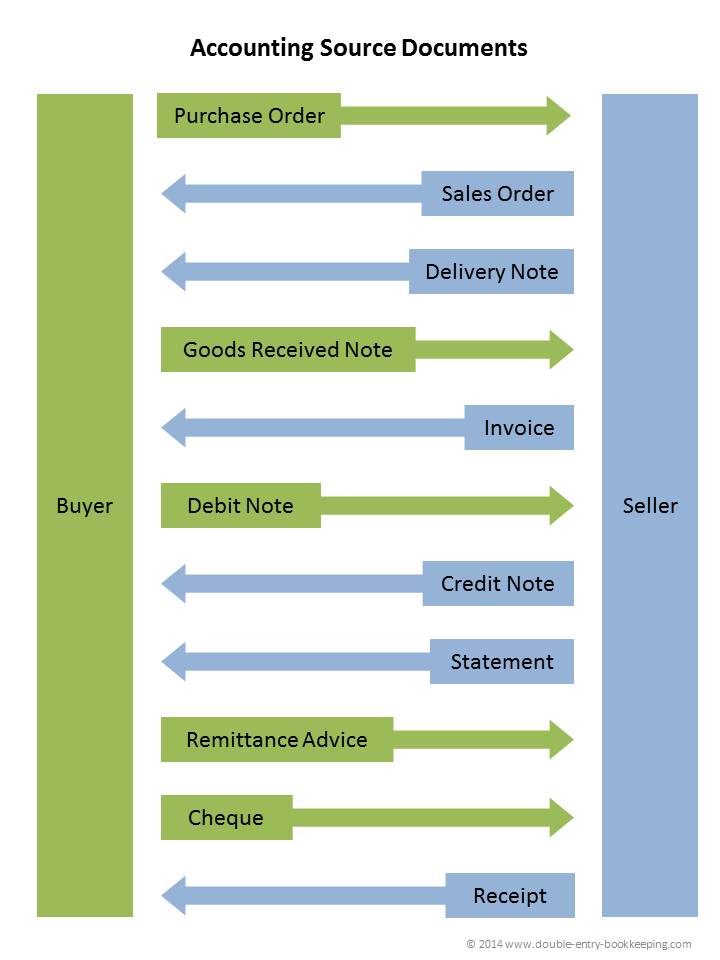 Accounting Source Documents
Purchase Order
Sales Order
Delivery Note
Goods Received Note
Invoice
Buyer
Debit Note
Seller
Credit Note
Statement
Remittance Advice
Cheque
Receipt
© 2014 www.double-entry-bookkeeping.com